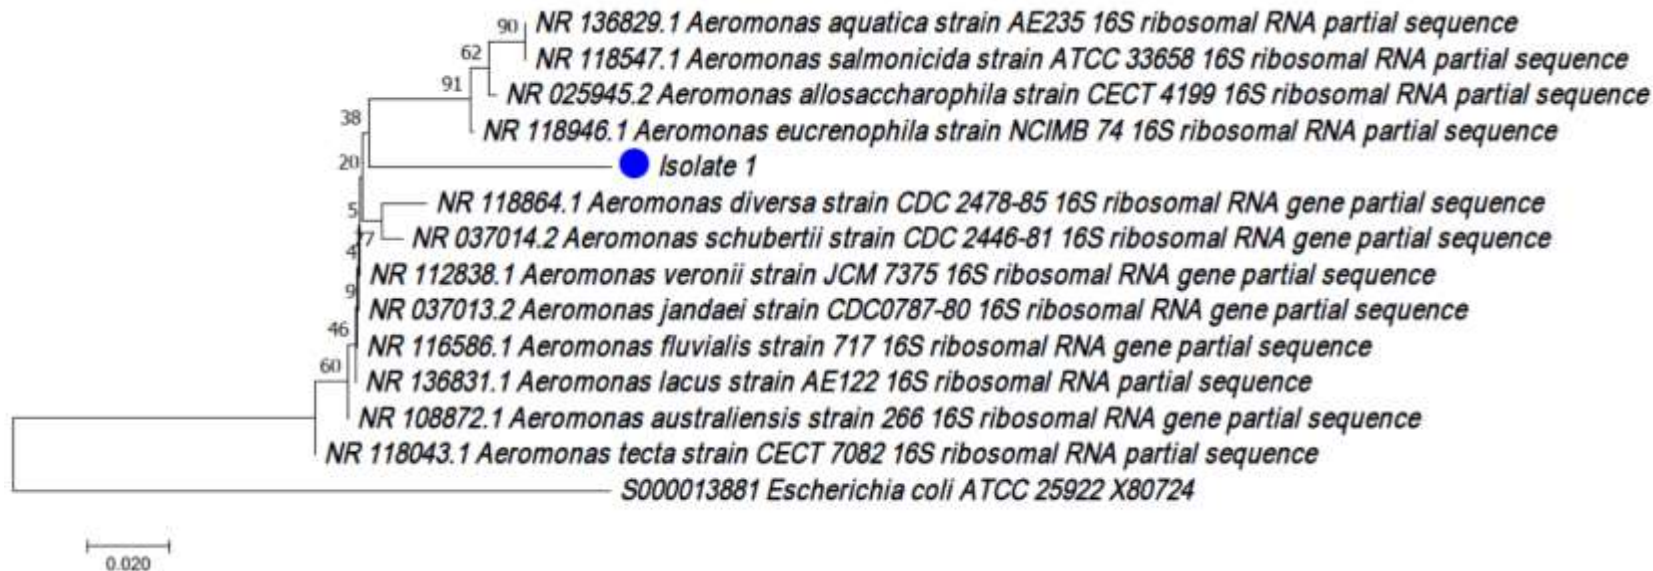 90 NR 136829.1 Aeromonas aquatica strain AE235 16S ribosomal RNA partial sequence
62 NR 118547.1 Aeromonas salmonicida strain ATCC 33658 16S ribosomal RNA partial sequence
91 NR 025945.2 Aeromonas allosaccharophila strain CECT 4199 16S ribosomal RNA partial sequence
38 NR 118946.1 Aeromonas eucrenophila strain NCIMB 74 16S ribosomal RNA partial sequence
20 Isolate 1
5 NR 118864.1 Aeromonas diversa strain CDC 2478-85 16S ribosomal RNA gene partial sequence
NR 037014.2 Aeromonas schubertii strain CDC 2446-81 16S ribosomal RNA gene partial sequence
4 NR 112838.1 Aeromonas veronii strain JCM 7375 16S ribosomal RNA gene partial sequence
9 NR 037013.2 Aeromonas jandaei strain CDC0787-80 16S ribosomal RNA gene partial sequence
46 NR 116586.1 Aeromonas fluvialis strain 717 16S ribosomal RNA gene partial sequence
60 NR 136831.1 Aeromonas lacus strain AE122 16S ribosomal RNA partial sequence
NR 108872.1 Aeromonas australiensis strain 266 16S ribosomal RNA gene partial sequence
NR 118043.1 Aeromonas tecta strain CECT 7082 16S ribosomal RNA partial sequence
S000013881 Escherichia coli ATCC 25922 X80724
0.020